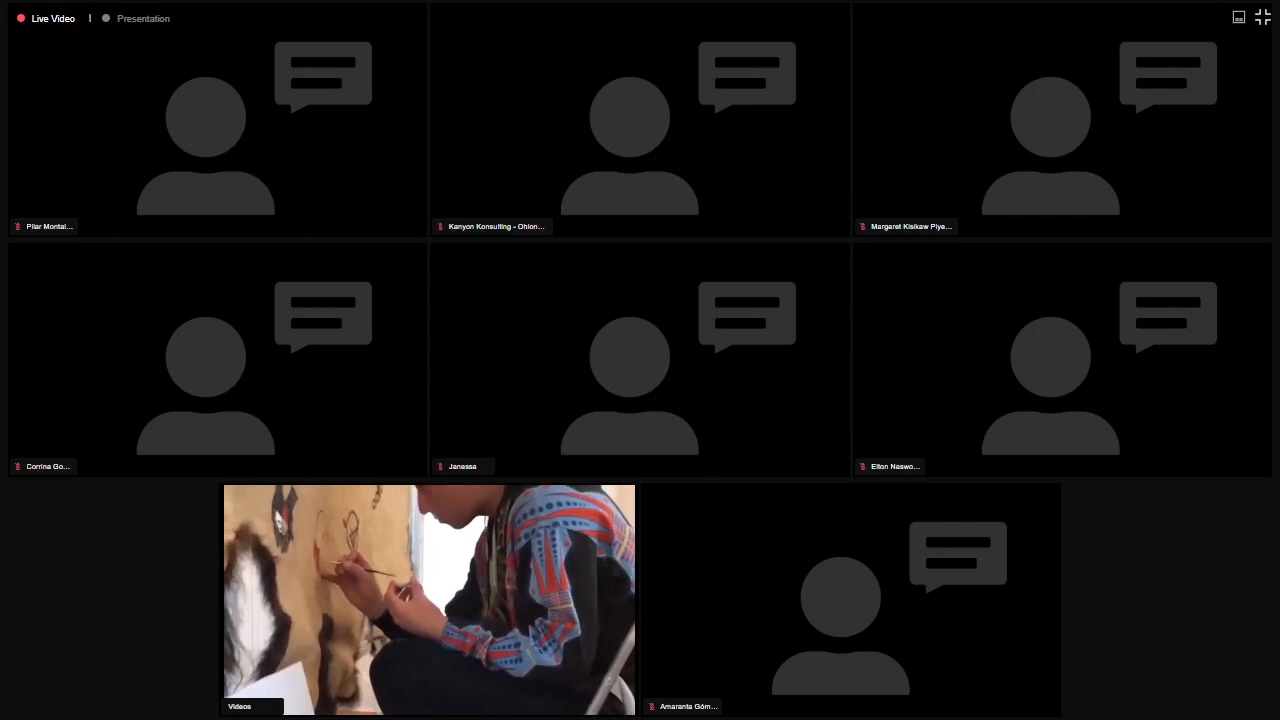 Live Video | Presentation
Pilar Montal...
Kanyon Konsulting - Ohlon...
Margaret Kisikaw Piye...
Corrina Go...
Janessa
Elton Naswo...
Videos
Amaranta Góm...